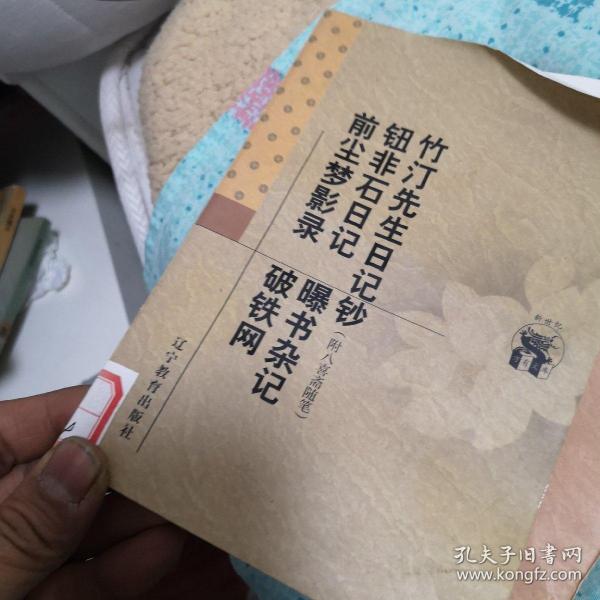 竹汀先生日记钞
钮非石日记
前尘梦影录
曝书杂记
(附八喜斋随笔)
破铁网
辽宁教育出版社
新世纪
孔夫子旧书网
www.kongfz.com